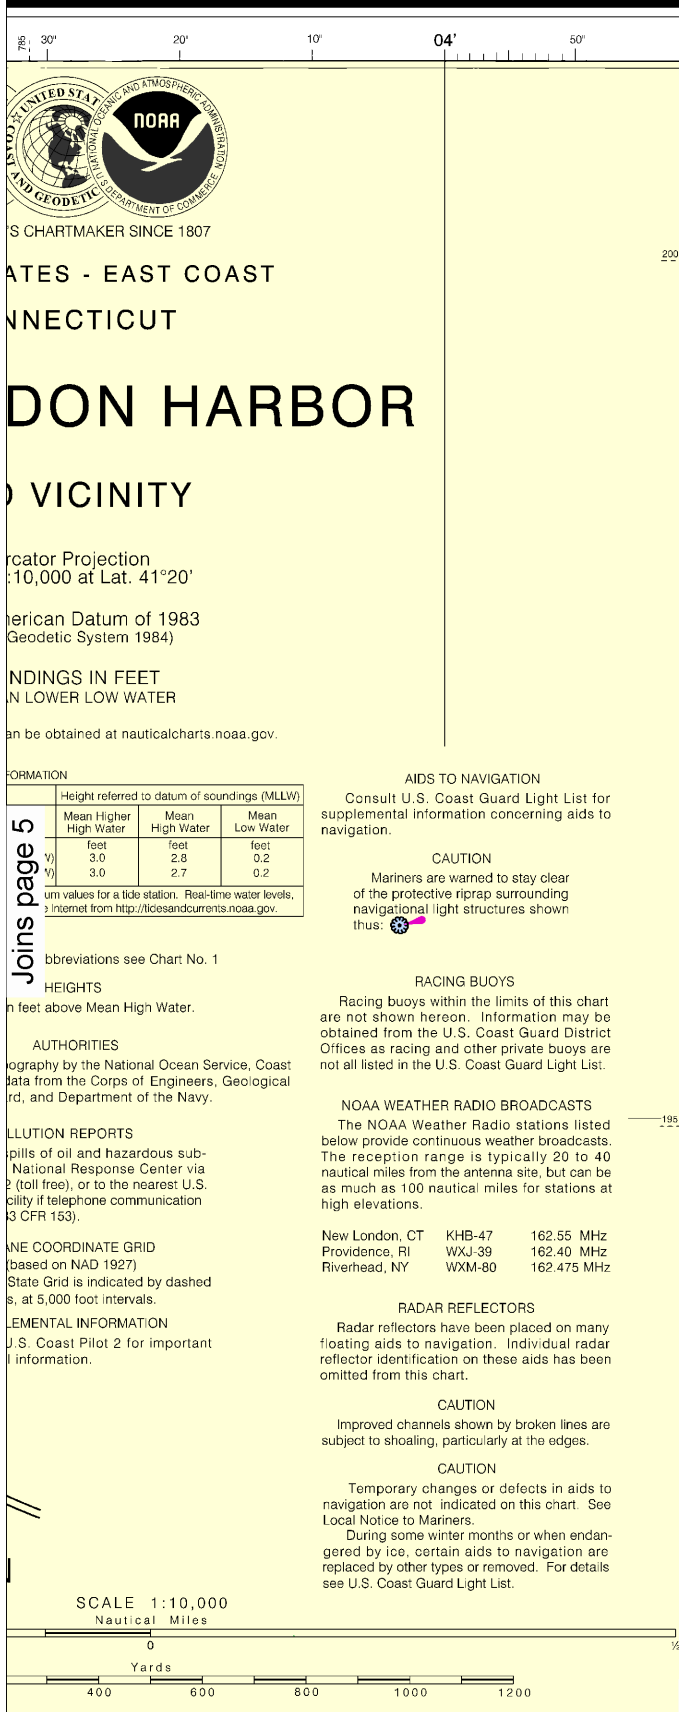 785
30"
20"
10"
04'
50"
UNITED STAT
COAST
AND GEODETIC
NATIONAL OCEANIC AND ATMOSPHERIC ADMINISTRATION
NOAA
U.S. DEPARTMENT OF COMMERCE
'S CHARTMAKER SINCE 1807
ATES - EAST COAST
NNECTICUT
DON HARBOR
VICINITY
rcator Projection
:10,000 at Lat. 41°20'
nerican Datum of 1983
Geodetic System 1984)
NDINGS IN FEET
AN LOWER LOW WATER
an be obtained at nauticalcharts.noaa.gov.
200
FORMATION
Height referred to datum of soundings (MLLW)
Mean Higher High Water
Mean High Water
Mean Low Water
feet feet feet
W) 3.0 2.8 0.2
W) 3.0 2.7 0.2
um values for a tide station. Real-time water levels,
e Internet from http://tidesandcurrents.noaa.gov.
Joins page 5
bbreviations see Chart No. 1
HEIGHTS
n feet above Mean High Water.
AUTHORITIES
ography by the National Ocean Service, Coast
data from the Corps of Engineers, Geological
rd, and Department of the Navy.
LLUTION REPORTS
spills of oil and hazardous sub-
National Response Center via
2 (toll free), or to the nearest U.S.
cility if telephone communication
33 CFR 153).
ANE COORDINATE GRID
(based on NAD 1927)
State Grid is indicated by dashed
s, at 5,000 foot intervals.
LEMENTAL INFORMATION
U.S. Coast Pilot 2 for important
l information.
AIDS TO NAVIGATION
Consult U.S. Coast Guard Light List for
supplemental information concerning aids to
navigation.
CAUTION
Mariners are warned to stay clear
of the protective riprap surrounding
navigational light structures shown
thus:
RACING BUOYS
Racing buoys within the limits of this chart
are not shown hereon. Information may be
obtained from the U.S. Coast Guard District
Offices as racing and other private buoys are
not all listed in the U.S. Coast Guard Light List.
NOAA WEATHER RADIO BROADCASTS
The NOAA Weather Radio stations listed
below provide continuous weather broadcasts.
The reception range is typically 20 to 40
nautical miles from the antenna site, but can be
as much as 100 nautical miles for stations at
high elevations.
New London, CT KHB-47 162.55 MHz
Providence, RI WXJ-39 162.40 MHz
Riverhead, NY WXM-80 162.475 MHz
195
RADAR REFLECTORS
Radar reflectors have been placed on many
floating aids to navigation. Individual radar
reflector identification on these aids has been
omitted from this chart.
CAUTION
Improved channels shown by broken lines are
subject to shoaling, particularly at the edges.
CAUTION
Temporary changes or defects in aids to
navigation are not indicated on this chart. See
Local Notice to Mariners.
During some winter months or when endan-
gered by ice, certain aids to navigation are
replaced by other types or removed. For details
see U.S. Coast Guard Light List.
SCALE 1:10,000
Nautical Miles
0
½
Yards
400 600 800 1000 1200